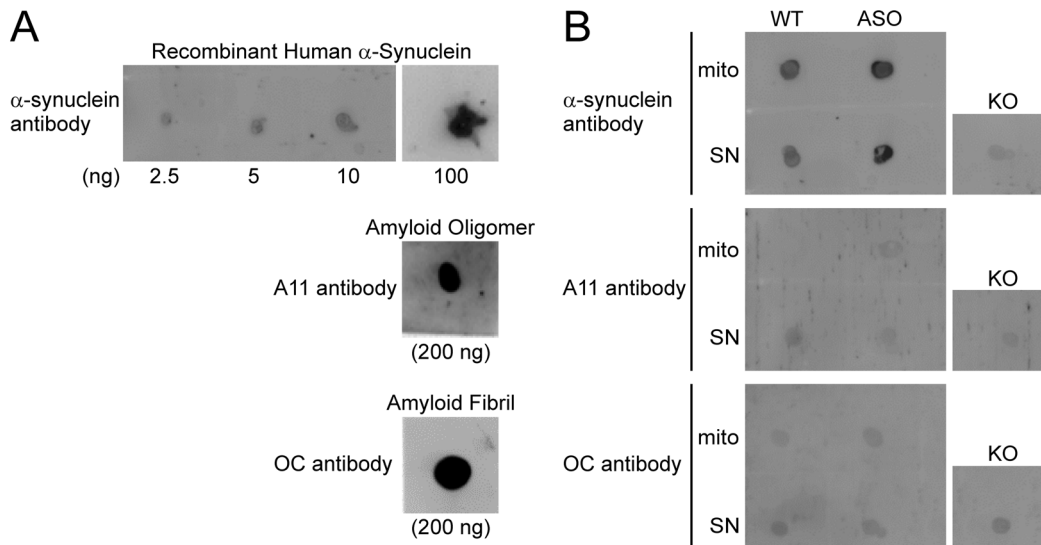 A
Recombinant Human α-Synuclein
α-synuclein
antibody
(ng) 2.5 5 10 100
Amyloid Oligomer
A11 antibody
(200 ng)
Amyloid Fibril
OC antibody
(200 ng)
B
WT ASO
mito
α-synuclein
antibody
KO
SN
mito
A11 antibody
KO
SN
mito
OC antibody
KO
SN